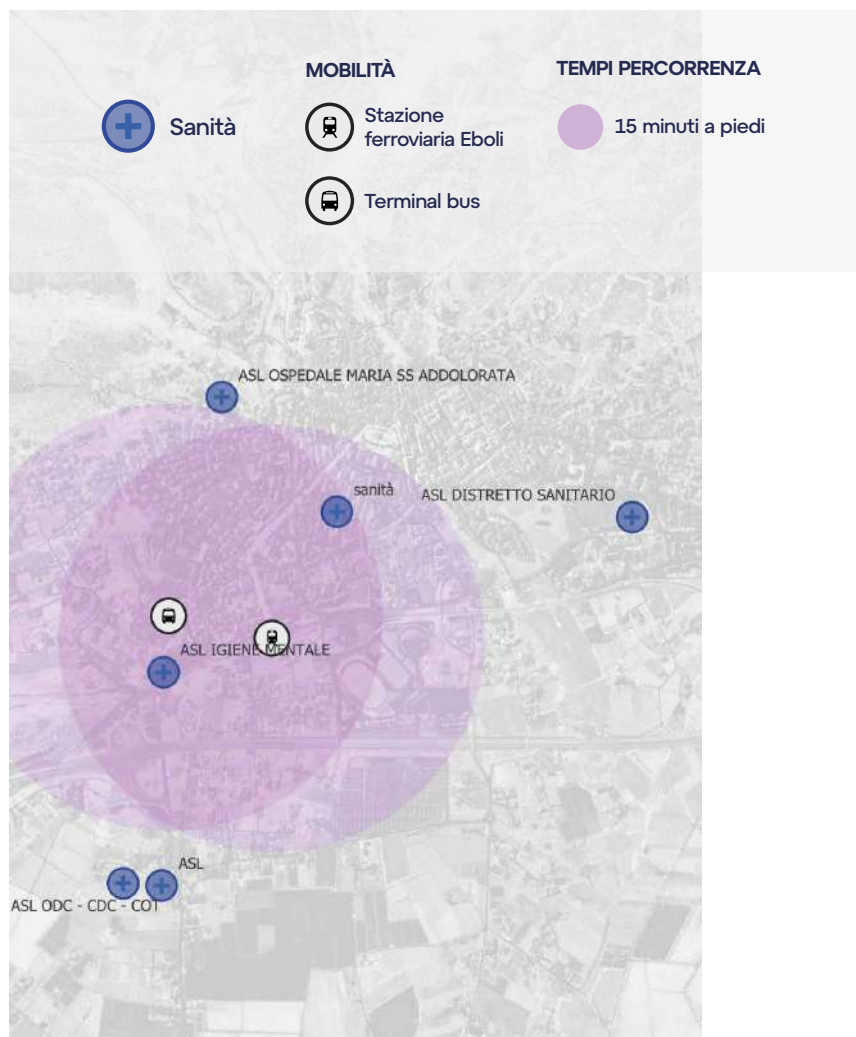 MOBILITÀ
TEMPI PERCORRENZA
Sanità
Stazione
ferroviaria Eboli
15 minuti a piedi
Terminal bus
ASL OSPEDALE MARIA SS ADDOLORATA
sanità
ASL DISTRETTO SANITARIO
ASL IGIENE MENTALE
ASL
ASL ODC - CDC - COT